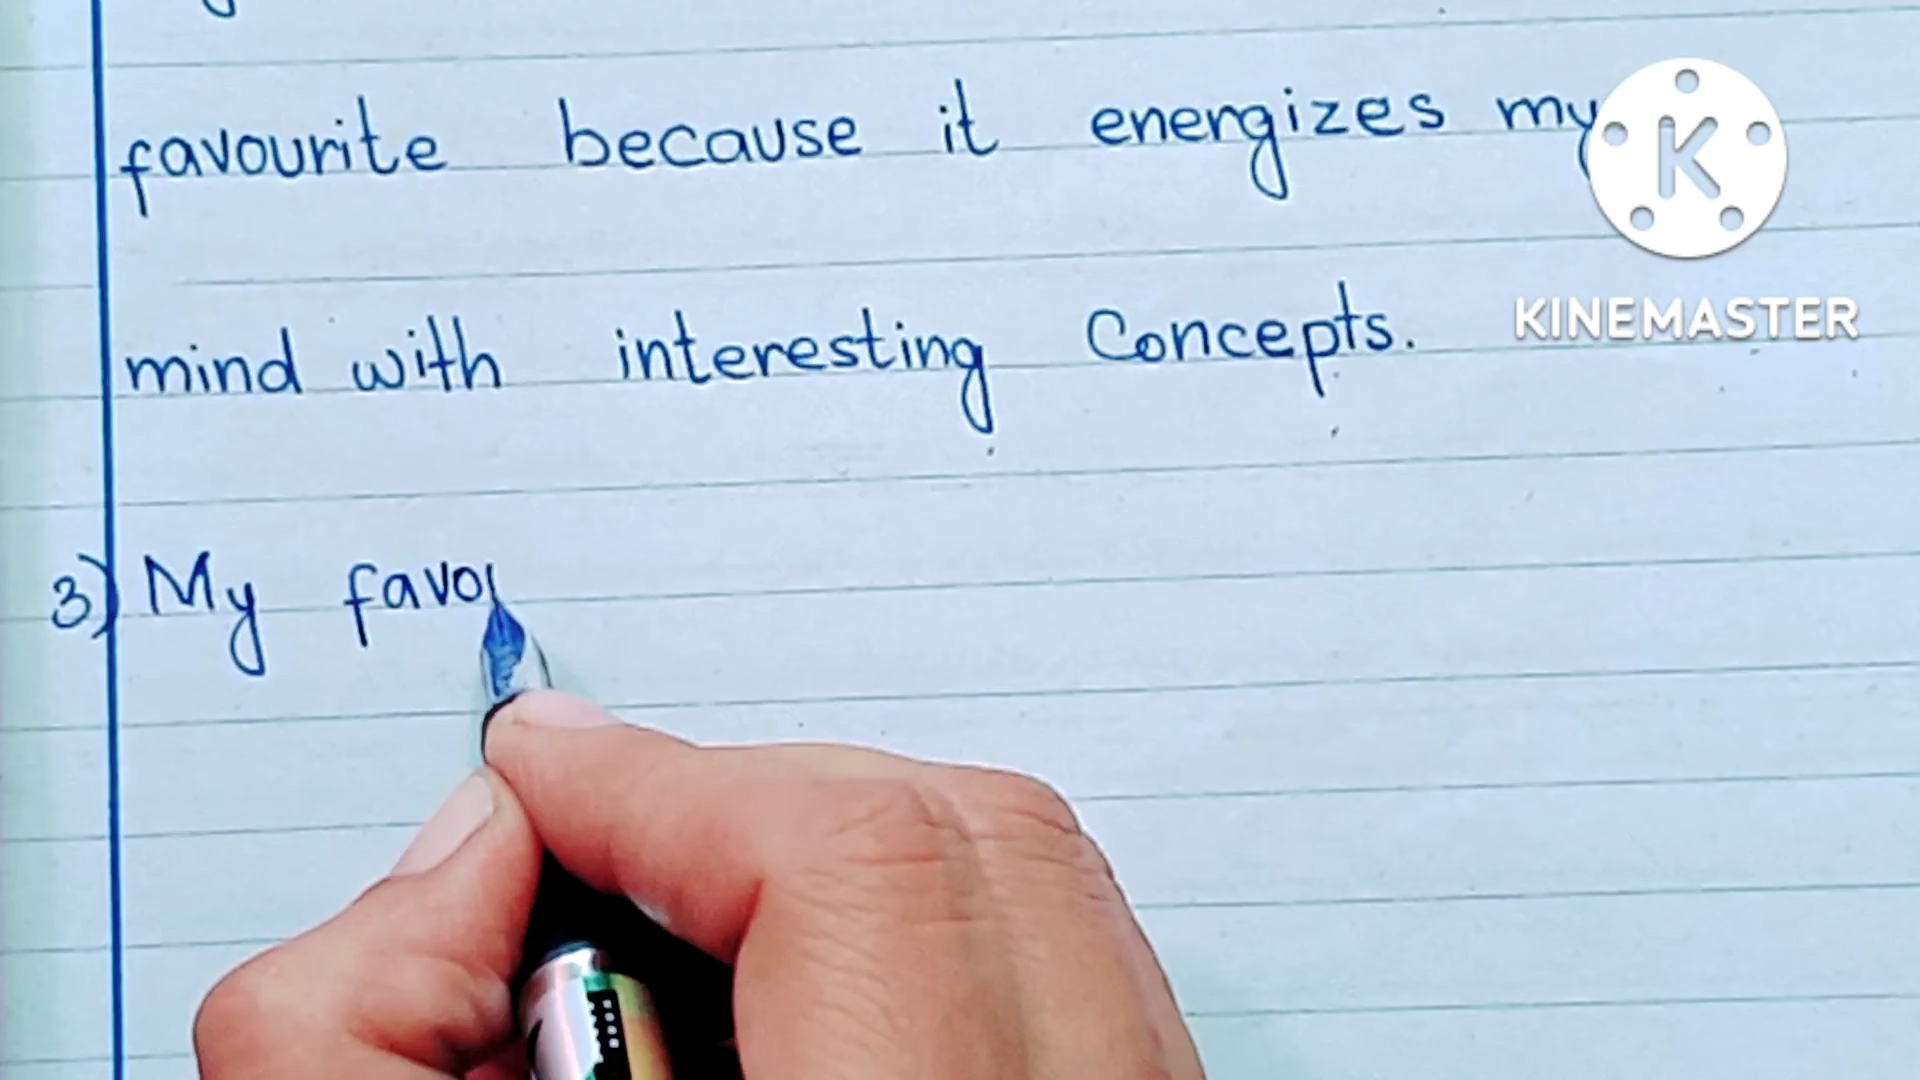 favourite because it energizes my
K
KINEMASTER
mind with interesting Concepts.
3) My favo